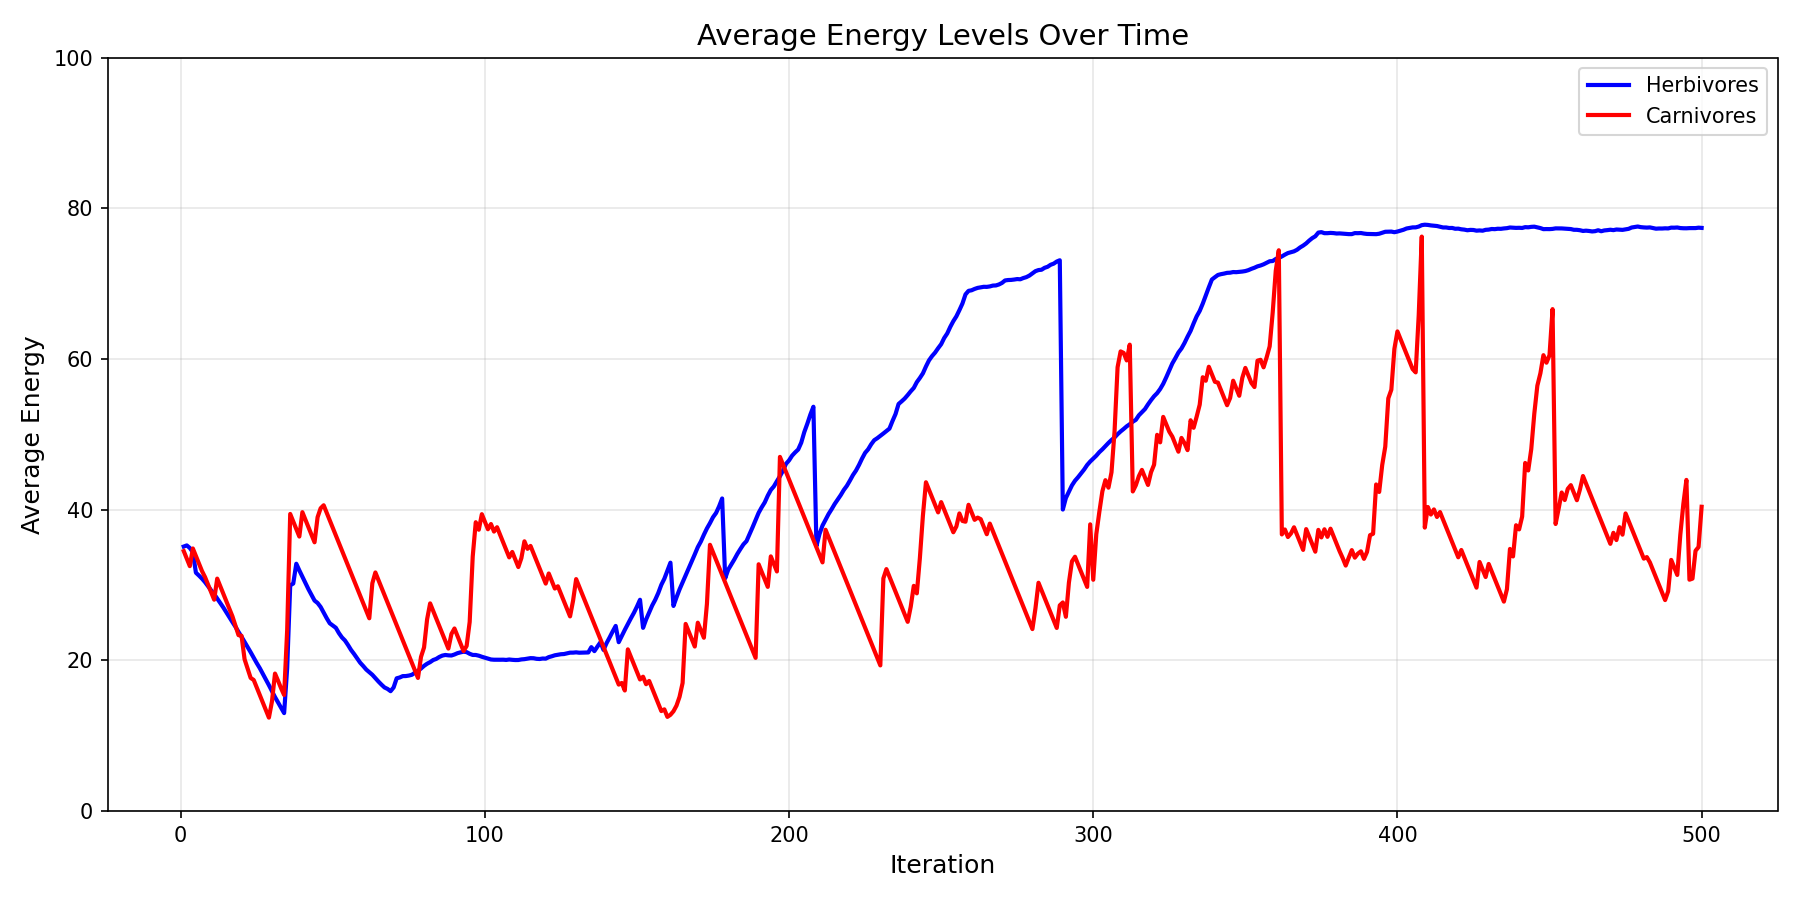 Average Energy Levels Over Time
Herbivores
Carnivores
Average Energy
100
80
60
40
20
0
0 100 200 300 400 500
Iteration